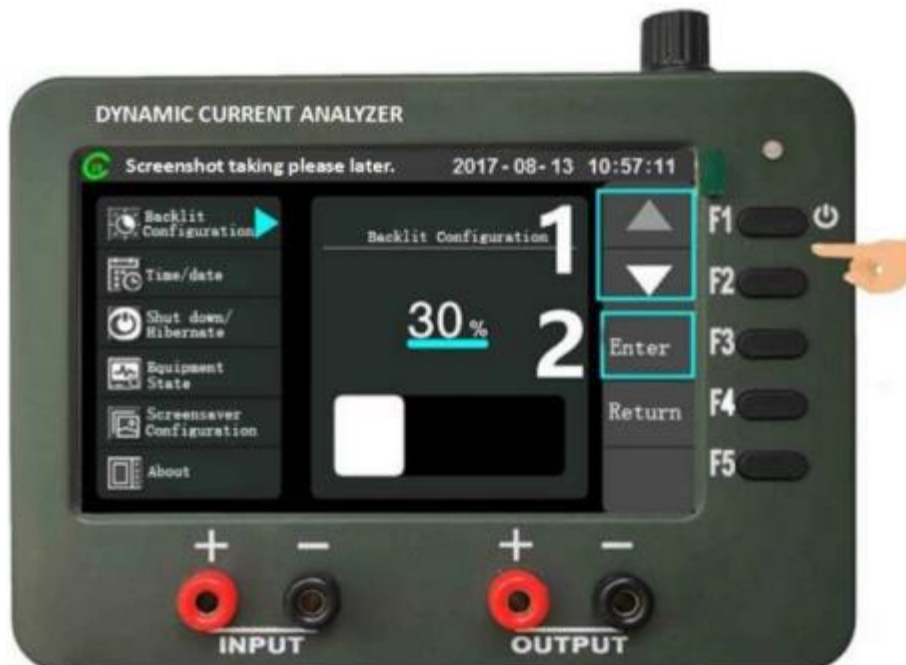 DYNAMIC CURRENT ANALYZER
Screenshot taking please later. 2017-08-13 10:57:11
Backlit
Configuration
Time/date
Shut down/
Hibernate
Equipment
State
Screensaver
Configuration
About
Backlit Configuration
30 %
1
2
Enter
Return
F1
F2
F3
F4
F5
+ − + −
INPUT OUTPUT